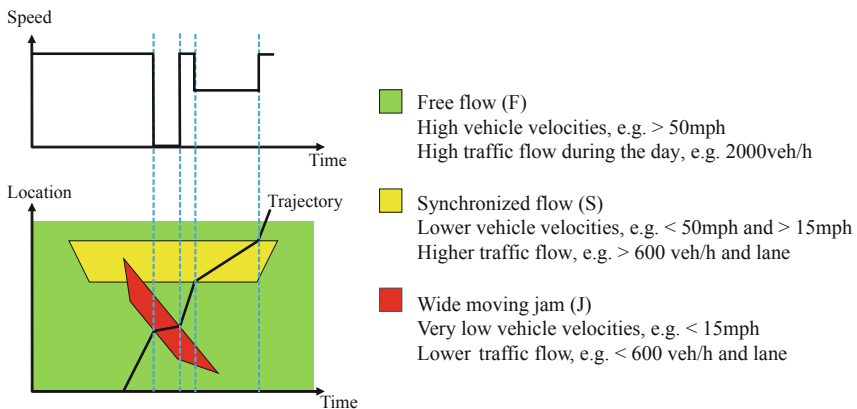 Speed
Time
Location
Trajectory
Time
Free flow (F)
High vehicle velocities, e.g. > 50mph
High traffic flow during the day, e.g. 2000veh/h
Synchronized flow (S)
Lower vehicle velocities, e.g. < 50mph and > 15mph
Higher traffic flow, e.g. > 600 veh/h and lane
Wide moving jam (J)
Very low vehicle velocities, e.g. < 15mph
Lower traffic flow, e.g. < 600 veh/h and lane